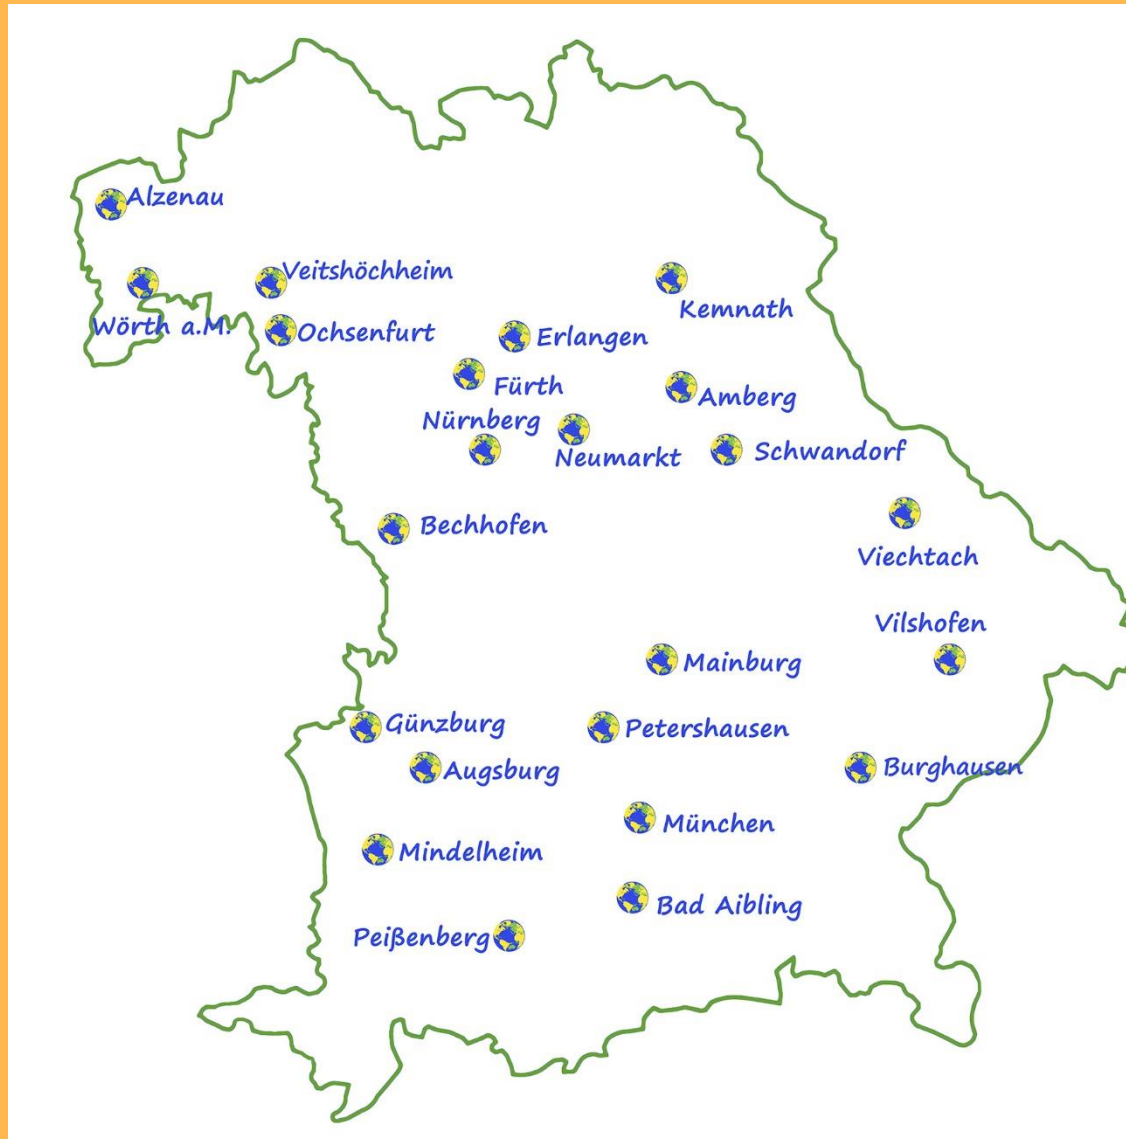 Alzenau
Veitshöchheim
Kemnath
Wörth a.M.
Ochsenfurt
Erlangen
Fürth
Amberg
Nürnberg
Neumarkt
Schwandorf
Bechhofen
Viechtach
Vilshofen
Mainburg
Günzburg
Petershausen
Augsburg
Burghausen
München
Mindelheim
Bad Aibling
Peißenberg